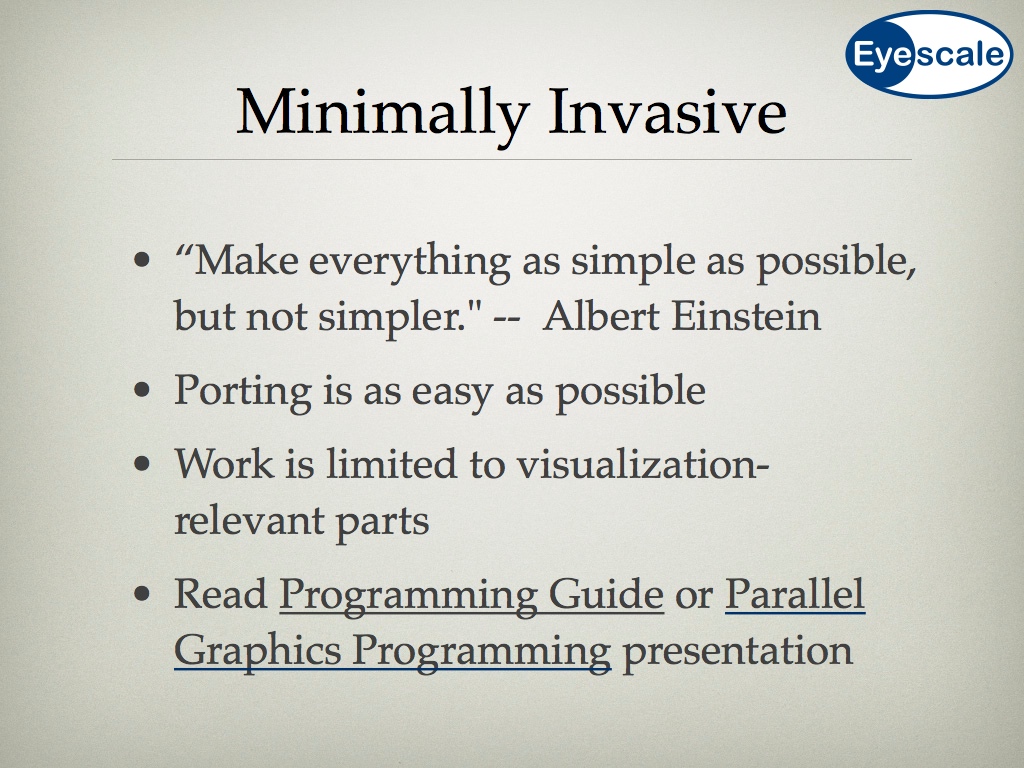 Eyescale
Minimally Invasive
• “Make everything as simple as possible,
but not simpler." --  Albert Einstein
• Porting is as easy as possible
• Work is limited to visualization-
relevant parts
• Read Programming Guide or Parallel
Graphics Programming presentation